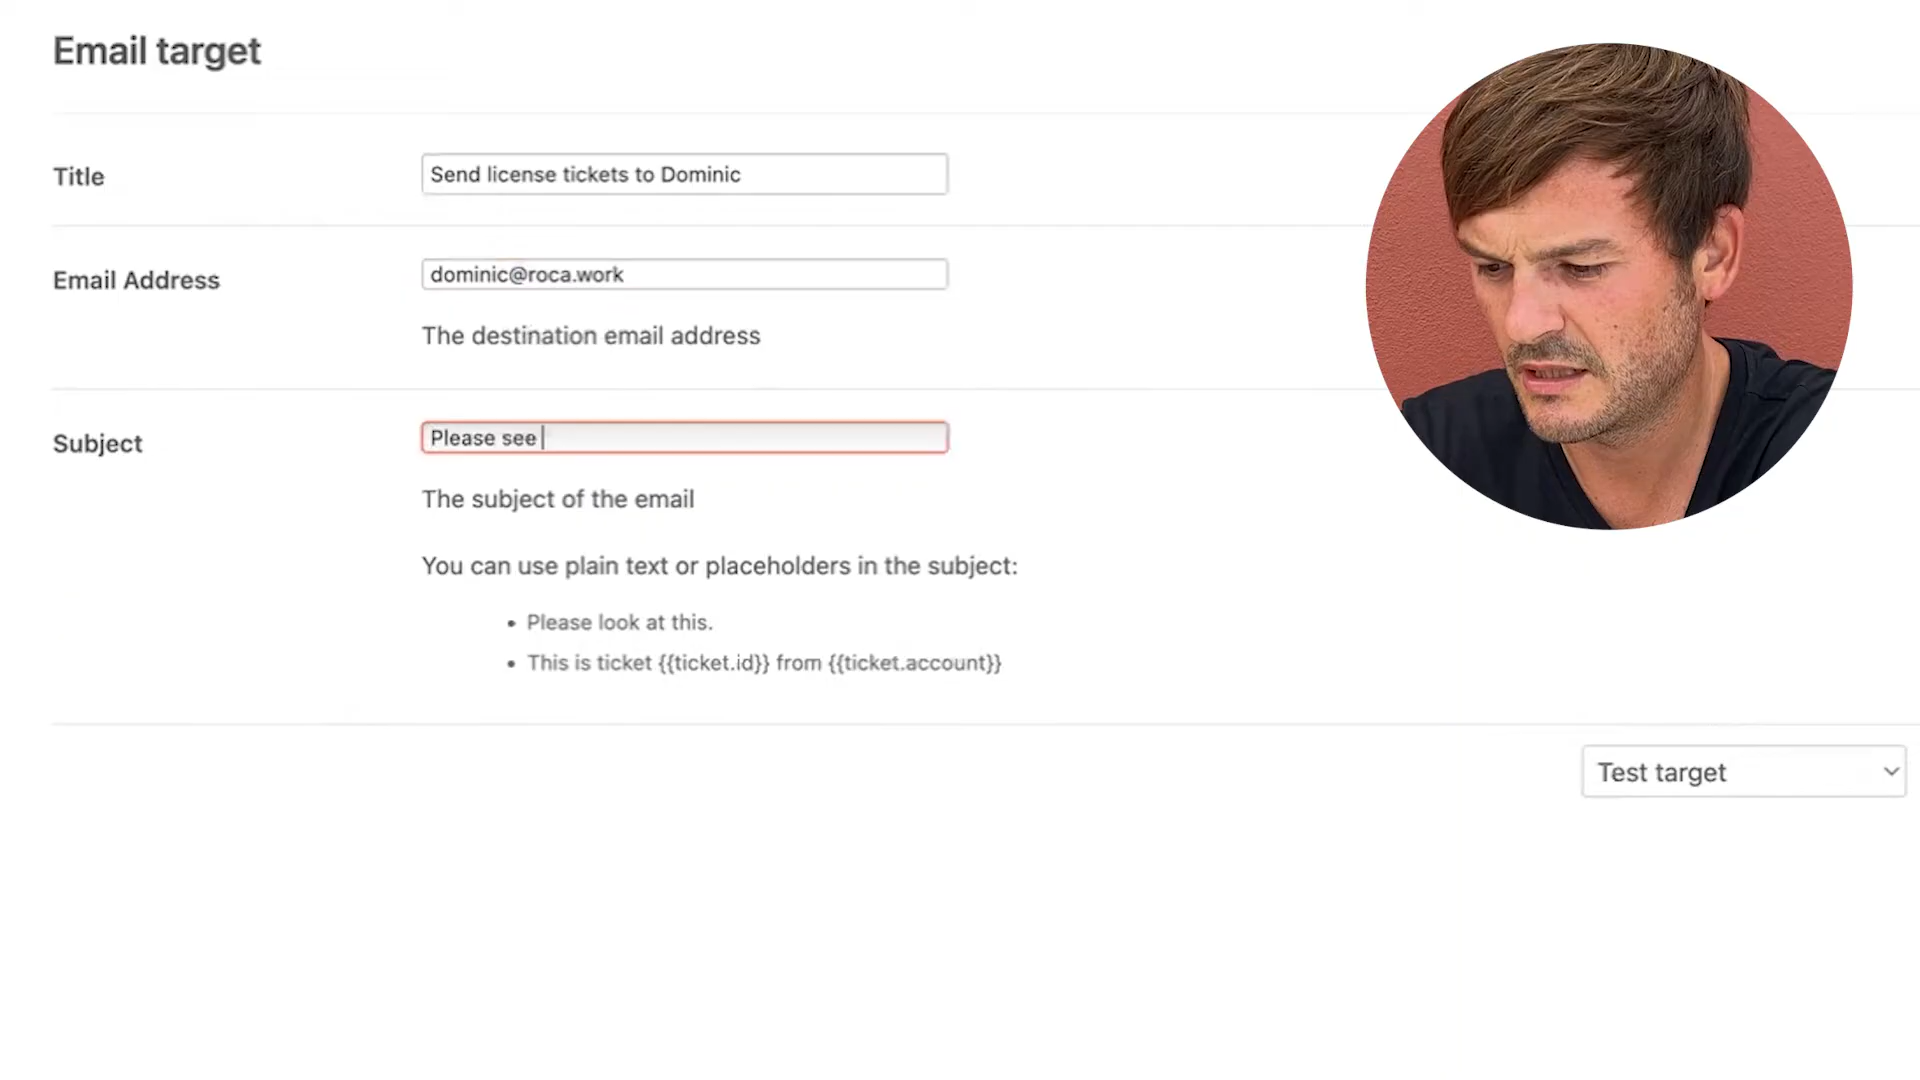 Email target
Title
Send license tickets to Dominic
Email Address
dominic@roca.work
The destination email address
Subject
Please see
The subject of the email
You can use plain text or placeholders in the subject:
• Please look at this.
• This is ticket {{ticket.id}} from {{ticket.account}}
Test target